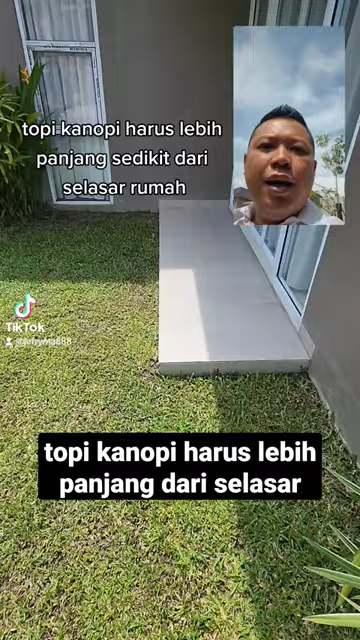 topi kanopi harus lebih
panjang sedikit dari
selasar rumah
TikTok
topi kanopi harus lebih
panjang dari selasar